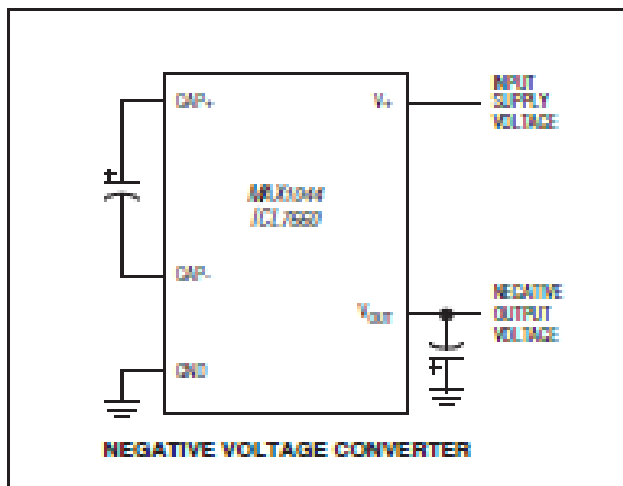 CAP+
V+
INPUT
SUPPLY
VOLTAGE
+
MAX1044
ICL7660
CAP-
VOUT
NEGATIVE
OUTPUT
VOLTAGE
+
GND
NEGATIVE VOLTAGE CONVERTER